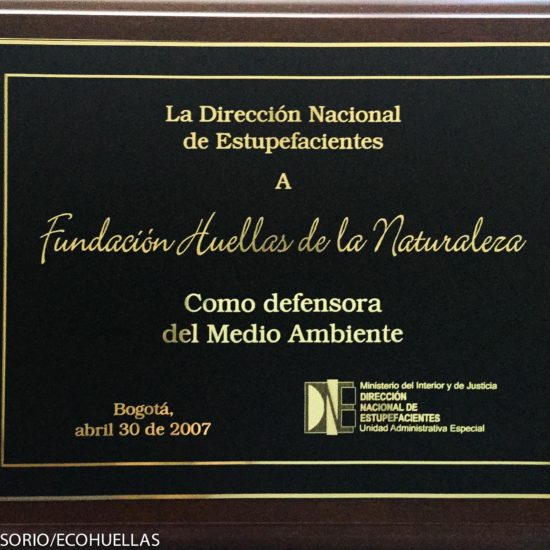 La Dirección Nacional
de Estupefacientes
A
Fundación Huellas de la Naturaleza
Como defensora
del Medio Ambiente
Bogotá,
abril 30 de 2007
DNE
Ministerio del Interior y de Justicia
DIRECCIÓN
NACIONAL DE
ESTUPEFACIENTES
Unidad Administrativa Especial
SORIO/ECOHUELLAS